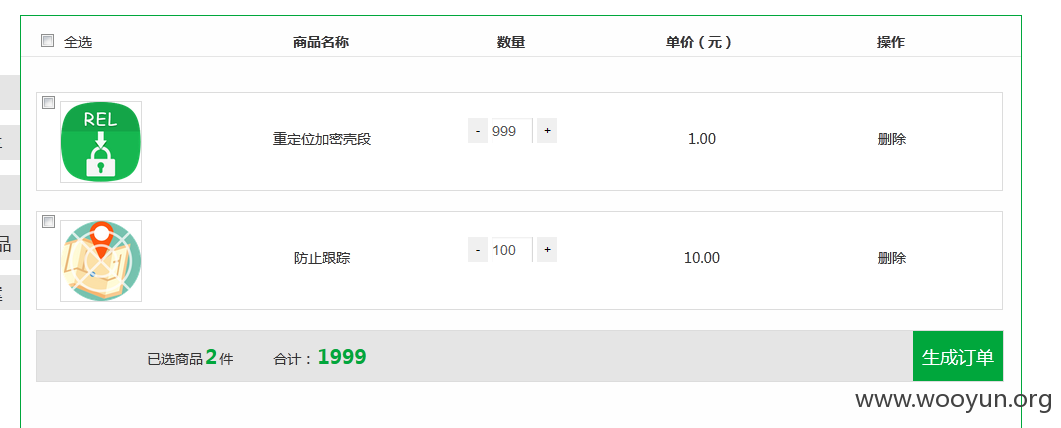 全选 商品名称 数量 单价（元） 操作
REL
重定位加密壳段 - 999 + 1.00 删除
防止跟踪 - 100 + 10.00 删除
品
已选商品2件 合计：1999 生成订单
www.wooyun.org